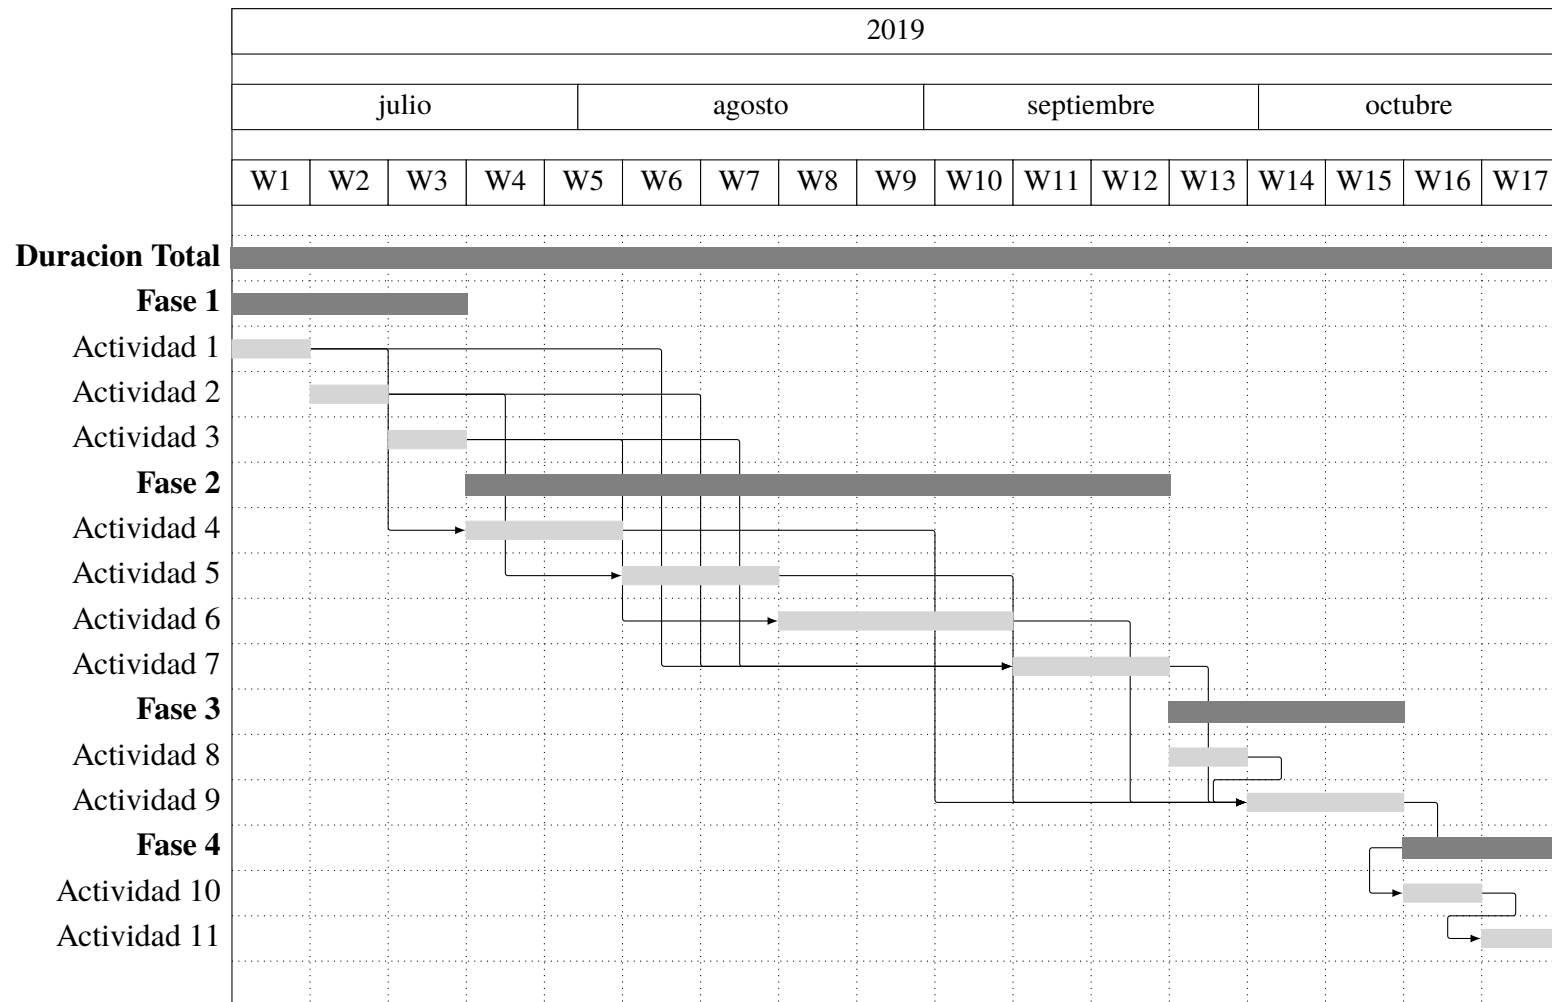 2019
julio agosto septiembre octubre
W1 W2 W3 W4 W5 W6 W7 W8 W9 W10 W11 W12 W13 W14 W15 W16 W17
Duracion Total
Fase 1
Actividad 1
Actividad 2
Actividad 3
Fase 2
Actividad 4
Actividad 5
Actividad 6
Actividad 7
Fase 3
Actividad 8
Actividad 9
Fase 4
Actividad 10
Actividad 11